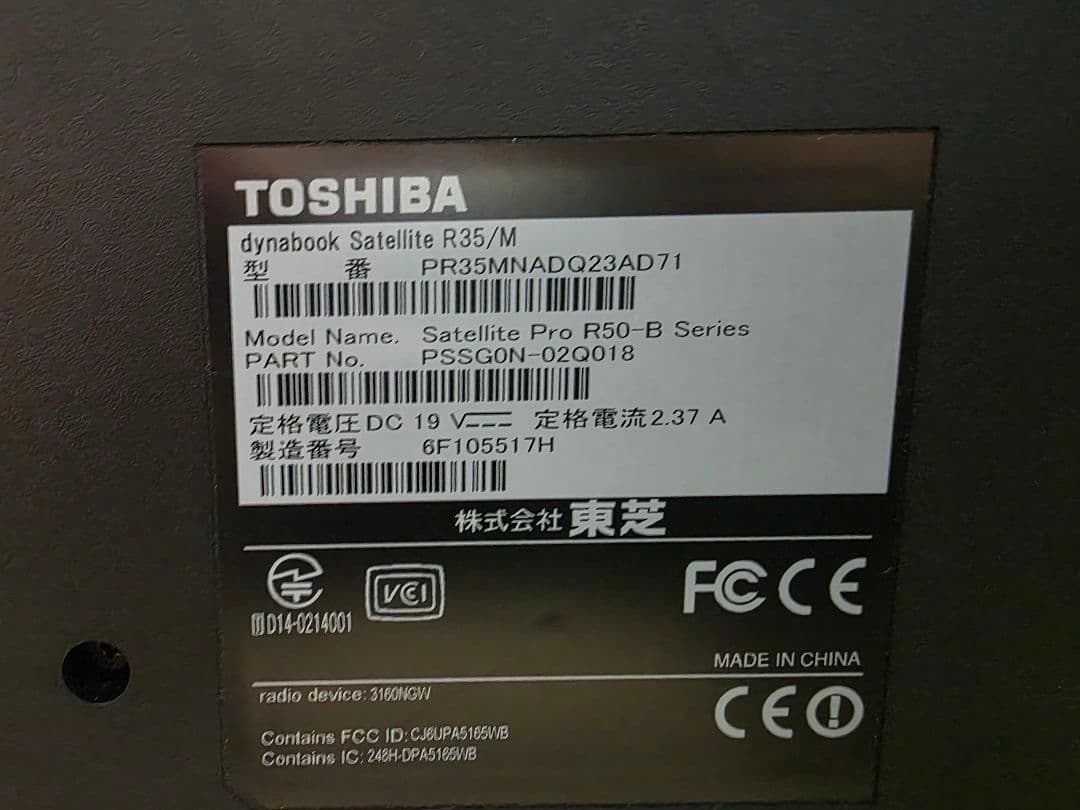 TOSHIBA
dynabook Satellite R35/M
型 番 PR35MNADQ23AD71
Model Name. Satellite Pro R50-B Series
PART No. PSSG0N-02Q018
定格電圧DC 19 V 定格電流2.37 A
製造番号 6F105517H
株式会社 東芝
VCI
D14-0214001
FC CE
MADE IN CHINA
radio device: 3160NGW
CE
Contains FCC ID: CJ6UPA5165WB
Contains IC: 248H-DPA5165WB